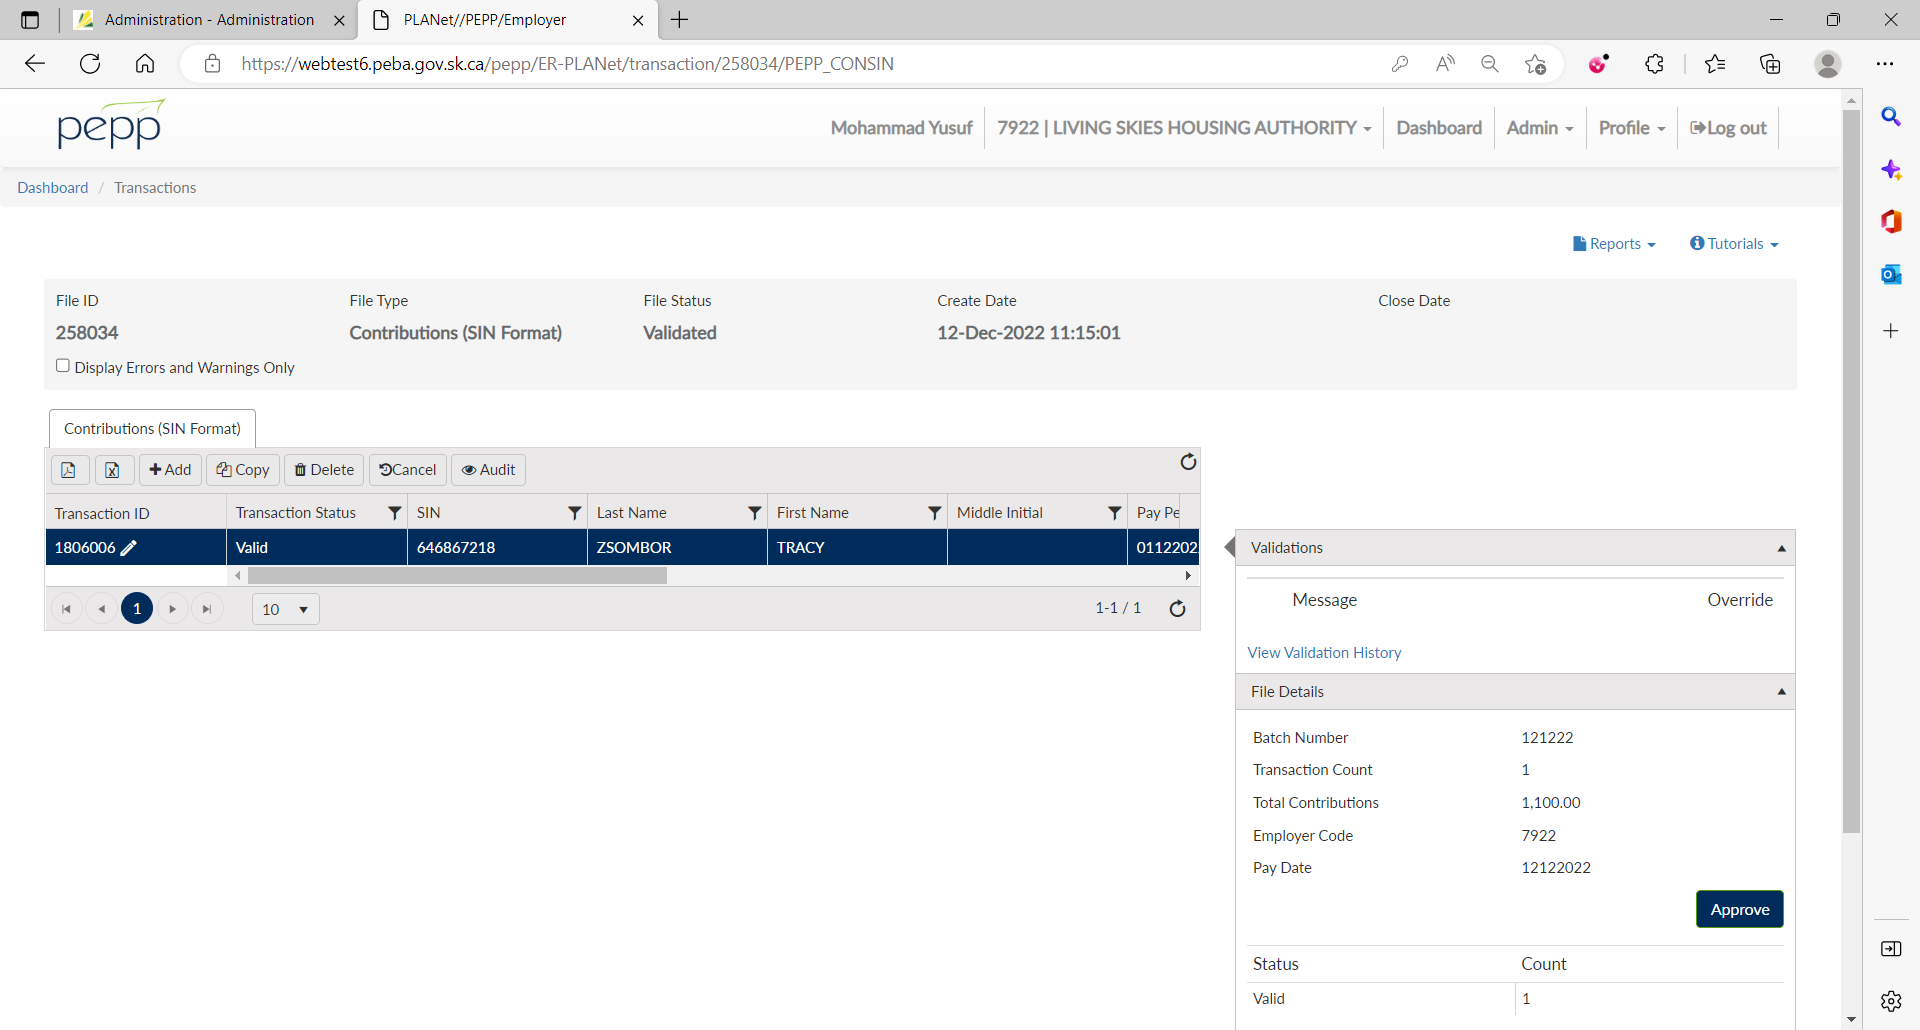 Administration - Administration
PLANet//PEPP/Employer
https://webtest6.peba.gov.sk.ca/pepp/ER-PLANet/transaction/258034/PEPP_CONSIN
pepp
Mohammad Yusuf
7922 | LIVING SKIES HOUSING AUTHORITY
Dashboard
Admin
Profile
Log out
Dashboard / Transactions
Reports
Tutorials
File ID File Type File Status Create Date Close Date
258034 Contributions (SIN Format) Validated 12-Dec-2022 11:15:01
Display Errors and Warnings Only
Contributions (SIN Format)
Add Copy Delete Cancel Audit
Transaction ID Transaction Status SIN Last Name First Name Middle Initial Pay Pe
1806006 Valid 646867218 ZSOMBOR TRACY 0112202
1 10 1-1 / 1
Validations
Message Override
View Validation History
File Details
Batch Number 121222
Transaction Count 1
Total Contributions 1,100.00
Employer Code 7922
Pay Date 12122022
Approve
Status Count
Valid 1